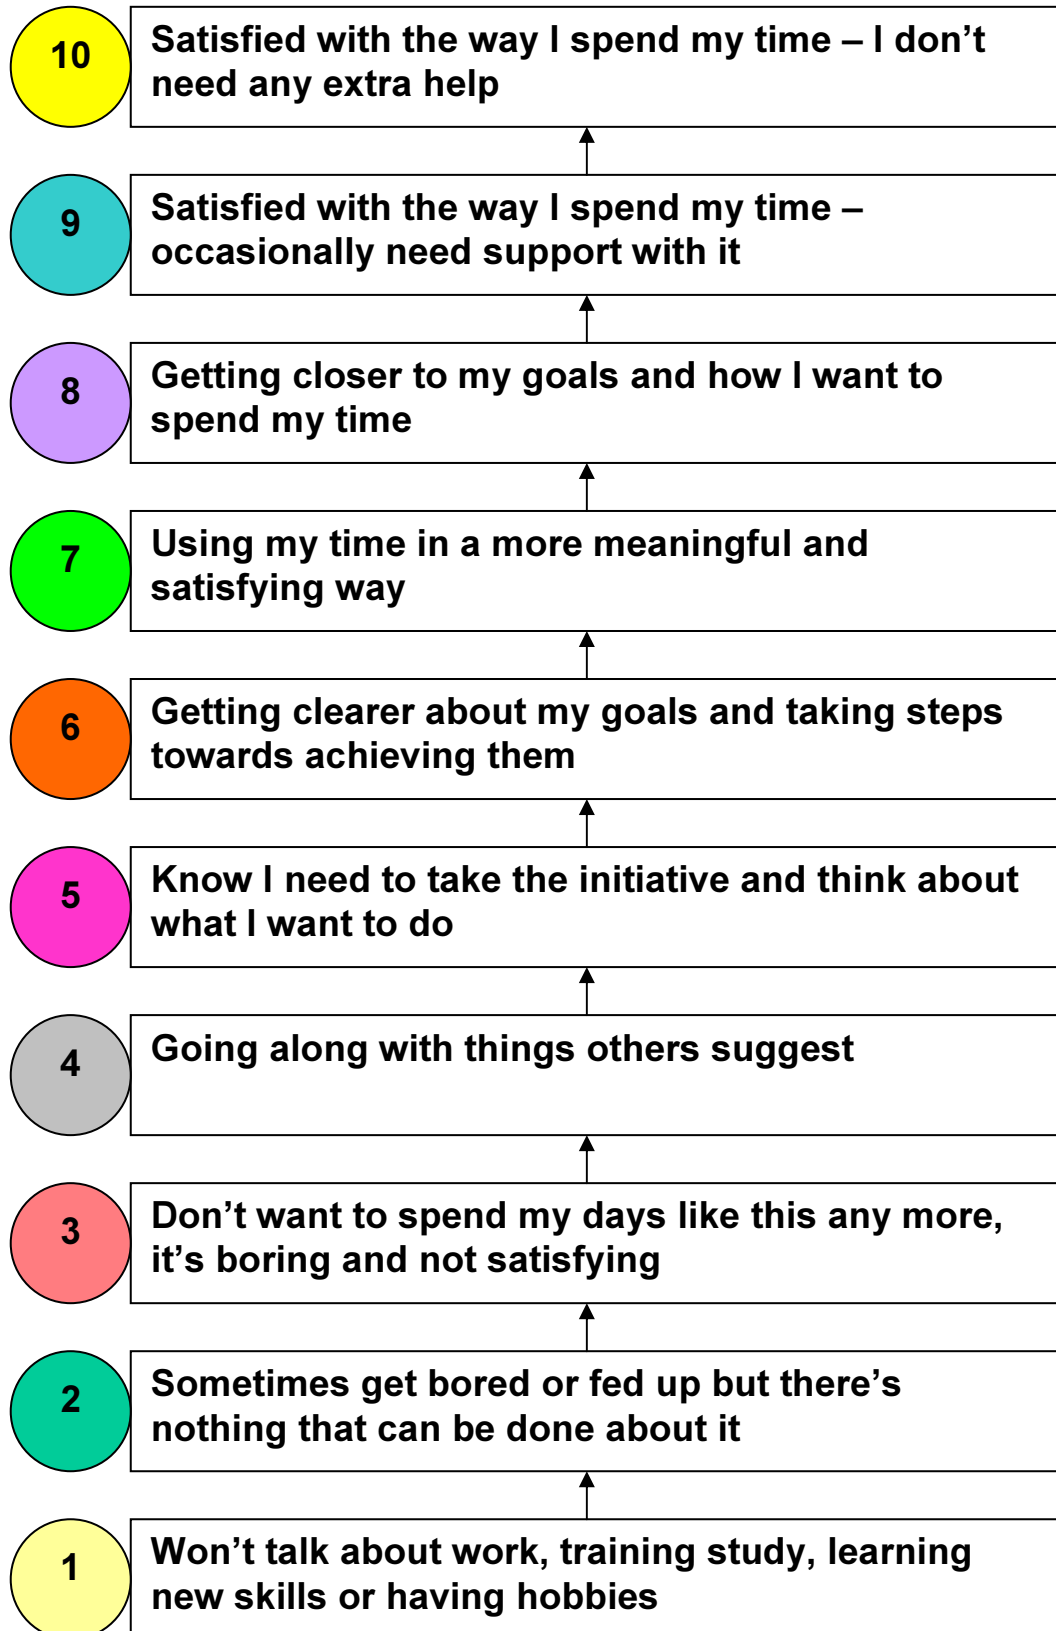 10
Satisfied with the way I spend my time – I don’t
need any extra help
9
Satisfied with the way I spend my time –
occasionally need support with it
8
Getting closer to my goals and how I want to
spend my time
7
Using my time in a more meaningful and
satisfying way
6
Getting clearer about my goals and taking steps
towards achieving them
5
Know I need to take the initiative and think about
what I want to do
4
Going along with things others suggest
3
Don’t want to spend my days like this any more,
it’s boring and not satisfying
2
Sometimes get bored or fed up but there’s
nothing that can be done about it
1
Won’t talk about work, training study, learning
new skills or having hobbies